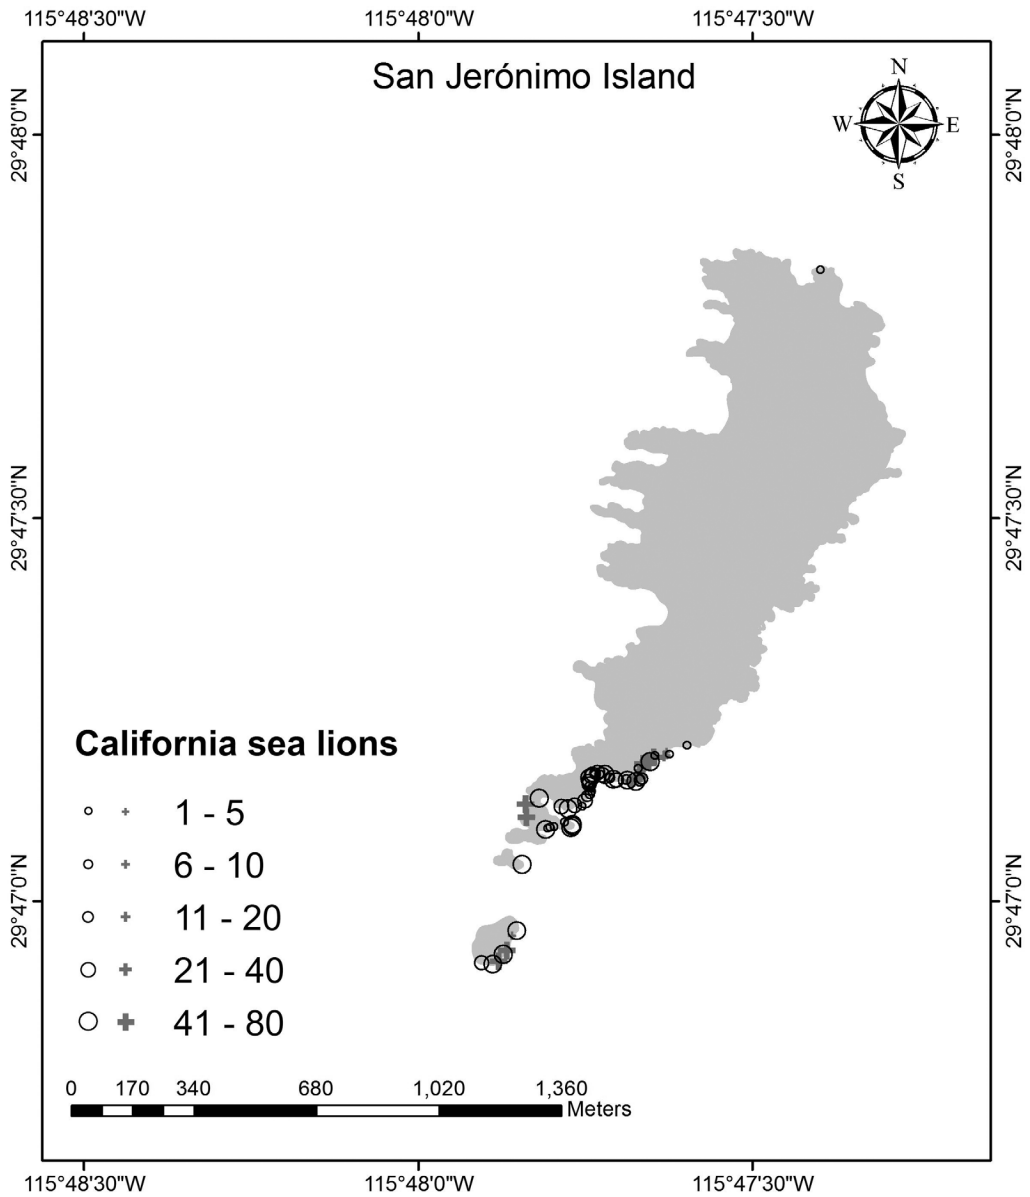 115°48'30"W 115°48'0"W 115°47'30"W
San Jerónimo Island
N
W E
S
29°48'0"N 29°48'0"N
29°47'30"N 29°47'30"N
29°47'0"N 29°47'0"N
California sea lions
1 - 5
6 - 10
11 - 20
21 - 40
41 - 80
0 170 340 680 1,020 1,360
Meters
115°48'30"W 115°48'0"W 115°47'30"W